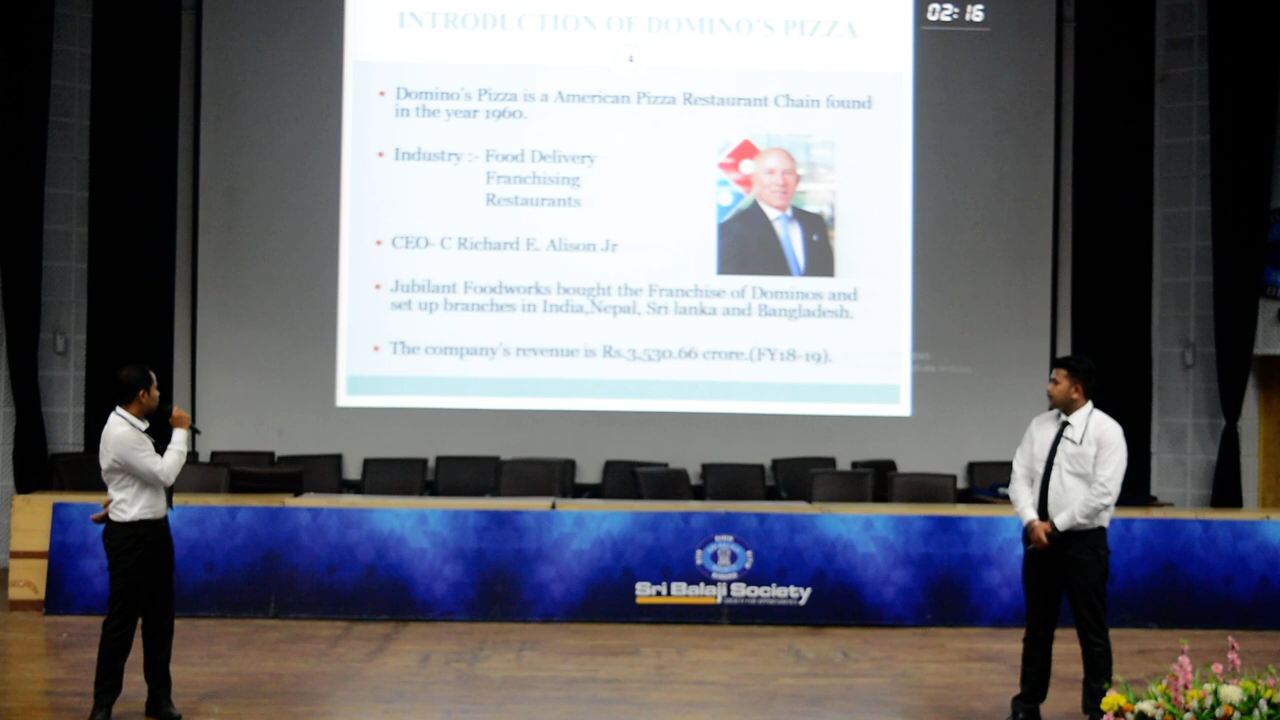 INTRODUCTION OF DOMINO'S PIZZA
02:16
4
• Domino's Pizza is a American Pizza Restaurant Chain found
in the year 1960.
• Industry :- Food Delivery
Franchising
Restaurants
• CEO- C Richard E. Alison Jr
• Jubilant Foodworks bought the Franchise of Dominos and
set up branches in India,Nepal, Sri lanka and Bangladesh.
• The company's revenue is Rs.3,530.66 crore.(FY18-19).
Sri Balaji Society